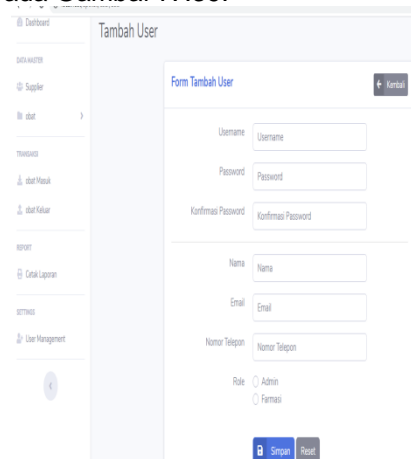 Dashboard
Tambah User
DATA MASTER
Supplier
obat
TRANSAKSI
obat Masuk
obat Keluar
REPORT
Cetak Laporan
SETTINGS
User Management
Form Tambah User
Kembali
Username
Username
Password
Password
Konfirmasi Password
Konfirmasi Password
Nama
Nama
Email
Email
Nomor Telepon
Nomor Telepon
Role
Admin
Farmasi
Simpan
Reset